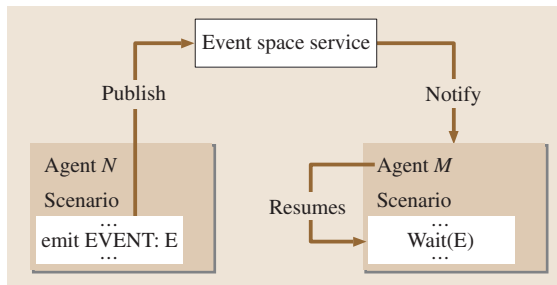 Event space service
Publish
Notify
Agent N
Scenario
...
emit EVENT: E
...
Resumes
Agent M
Scenario
...
Wait(E)
...